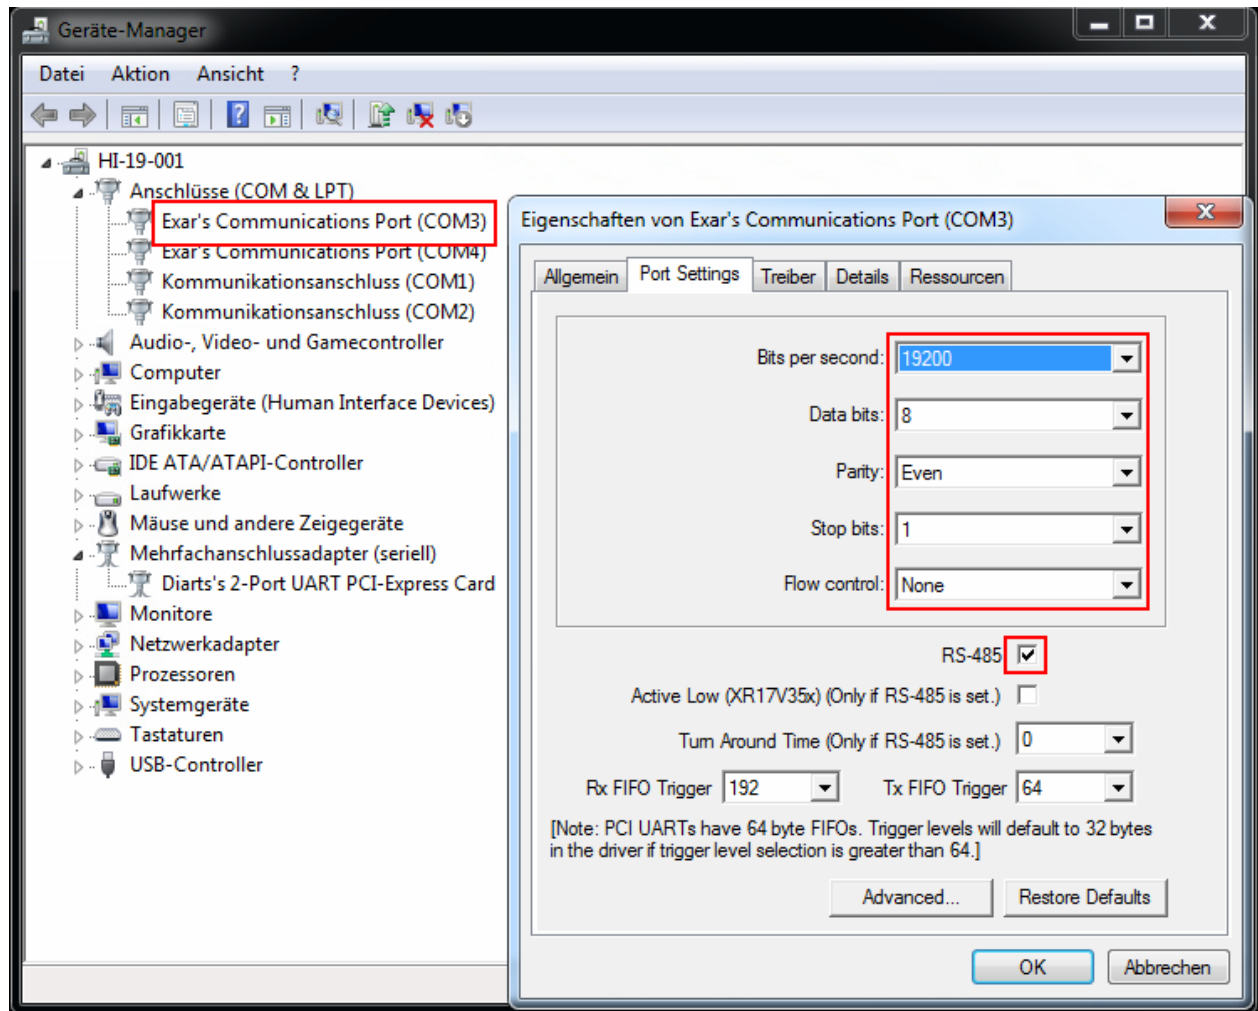 Geräte-Manager
Datei Aktion Ansicht ?
HI-19-001
Anschlüsse (COM & LPT)
Exar's Communications Port (COM3)
Exar's Communications Port (COM4)
Kommunikationsanschluss (COM1)
Kommunikationsanschluss (COM2)
Audio-, Video- und Gamecontroller
Computer
Eingabegeräte (Human Interface Devices)
Grafikkarte
IDE ATA/ATAPI-Controller
Laufwerke
Mäuse und andere Zeigegeräte
Mehrfachanschlussadapter (seriell)
Diarts's 2-Port UART PCI-Express Card
Monitore
Netzwerkadapter
Prozessoren
Systemgeräte
Tastaturen
USB-Controller
Eigenschaften von Exar's Communications Port (COM3)
Allgemein Port Settings Treiber Details Ressourcen
Bits per second: 19200
Data bits: 8
Parity: Even
Stop bits: 1
Flow control: None
RS-485
Active Low (XR17V35x) (Only if RS-485 is set.)
Turn Around Time (Only if RS-485 is set.) 0
Rx FIFO Trigger 192 Tx FIFO Trigger 64
[Note: PCI UARTs have 64 byte FIFOs. Trigger levels will default to 32 bytes
in the driver if trigger level selection is greater than 64.]
Advanced... Restore Defaults
OK Abbrechen